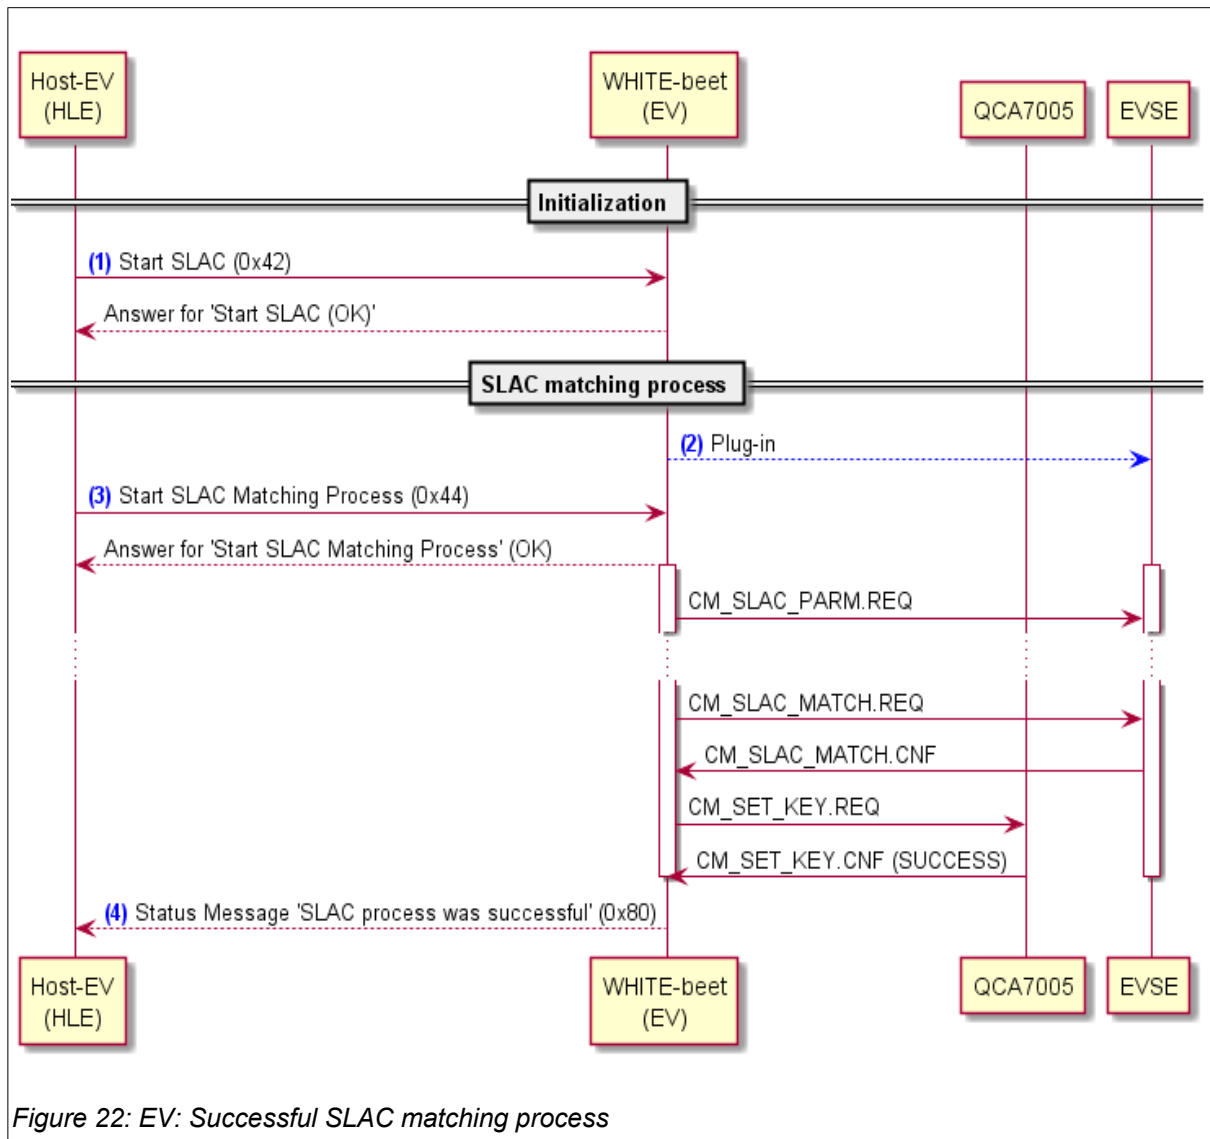 Host-EV
(HLE)
WHITE-beet
(EV)
QCA7005
EVSE
Initialization
(1) Start SLAC (0x42)
Answer for 'Start SLAC (OK)'
SLAC matching process
(2) Plug-in
(3) Start SLAC Matching Process (0x44)
Answer for 'Start SLAC Matching Process' (OK)
CM_SLAC_PARM.REQ
CM_SLAC_MATCH.REQ
CM_SLAC_MATCH.CNF
CM_SET_KEY.REQ
CM_SET_KEY.CNF (SUCCESS)
(4) Status Message 'SLAC process was successful' (0x80)
Host-EV
(HLE)
WHITE-beet
(EV)
QCA7005
EVSE
Figure 22: EV: Successful SLAC matching process